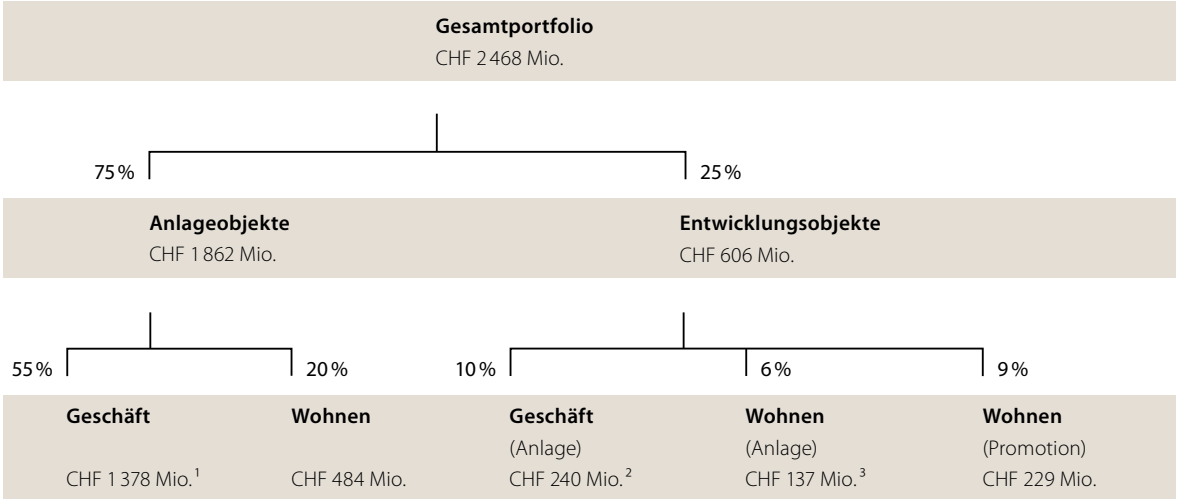 Gesamtportfolio
CHF 2 468 Mio.
75 % 25 %
Anlageobjekte Entwicklungsobjekte
CHF 1 862 Mio. CHF 606 Mio.
55 % 20 % 10 % 6 % 9 %
Geschäft Wohnen Geschäft Wohnen Wohnen
(Anlage) (Anlage) (Promotion)
CHF 1 378 Mio.¹ CHF 484 Mio. CHF 240 Mio.² CHF 137 Mio.³ CHF 229 Mio.